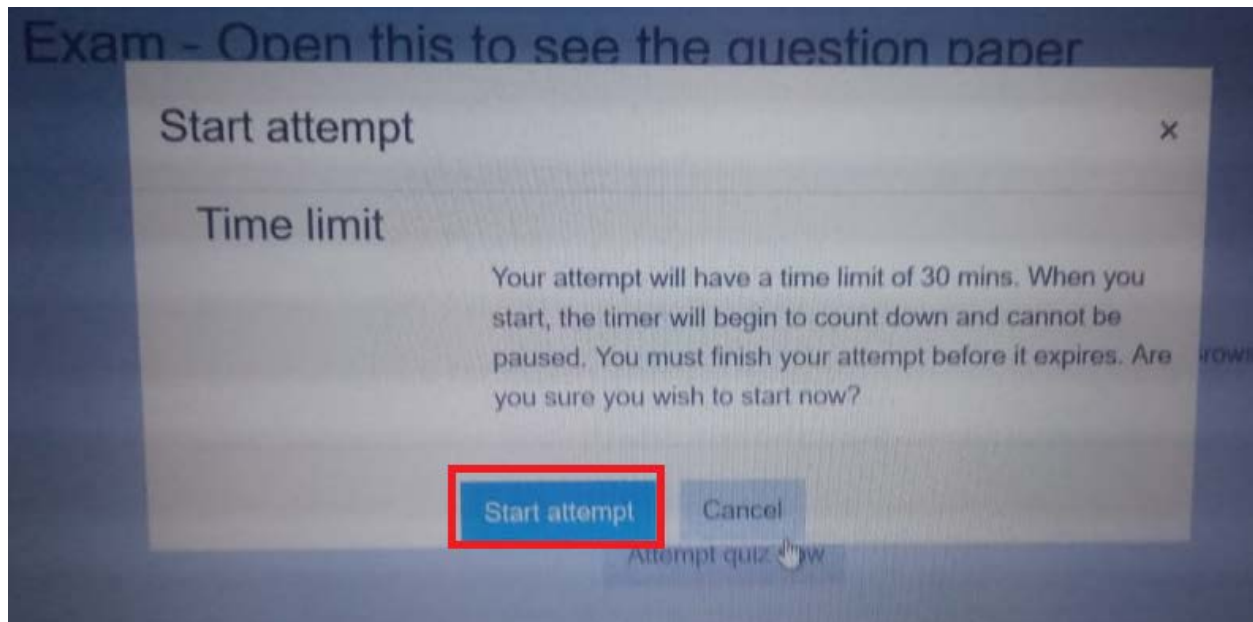 Exam - Open this to see the question paper
Start attempt
×
Time limit
Your attempt will have a time limit of 30 mins. When you
start, the timer will begin to count down and cannot be
paused. You must finish your attempt before it expires. Are
you sure you wish to start now?
Start attempt Cancel
Attempt quiz